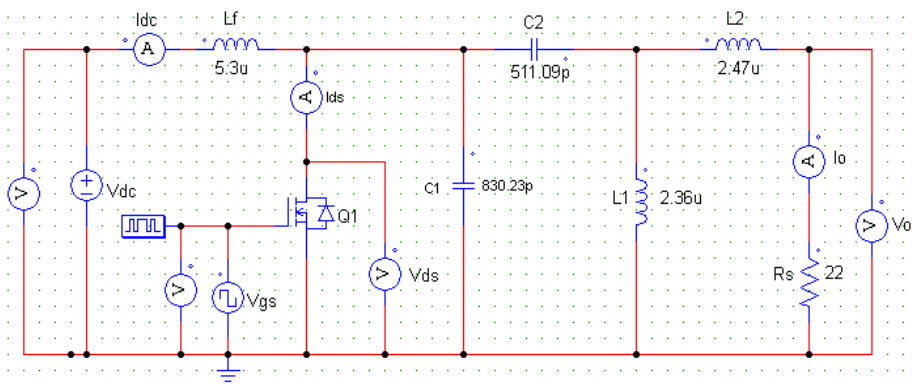 Idc
Lf
C2
L2
A
5.3u
511.09p
2.47u
A
Ids
A
Io
V
Vdc
C1
830.23p
L1
2.36u
Q1
V
Vo
V
Vgs
V
Vds
Rs
22